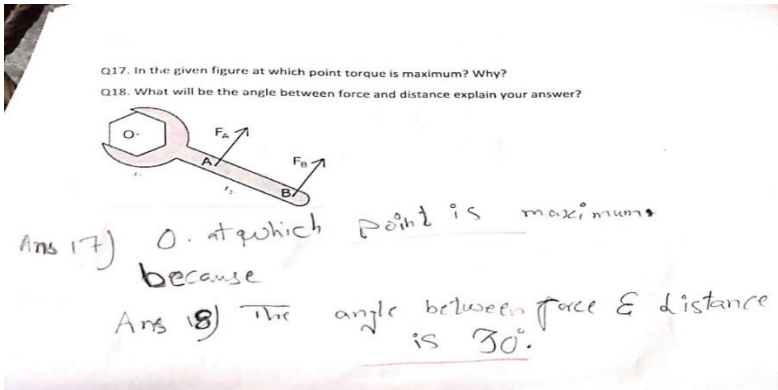 Q17. In the given figure at which point torque is maximum? Why?
Q18. What will be the angle between force and distance explain your answer?
O.
FA
A
FB
B
Ans 17) O. at which point is maximum
because
Ans 18) The angle between force & distance
is 30°.